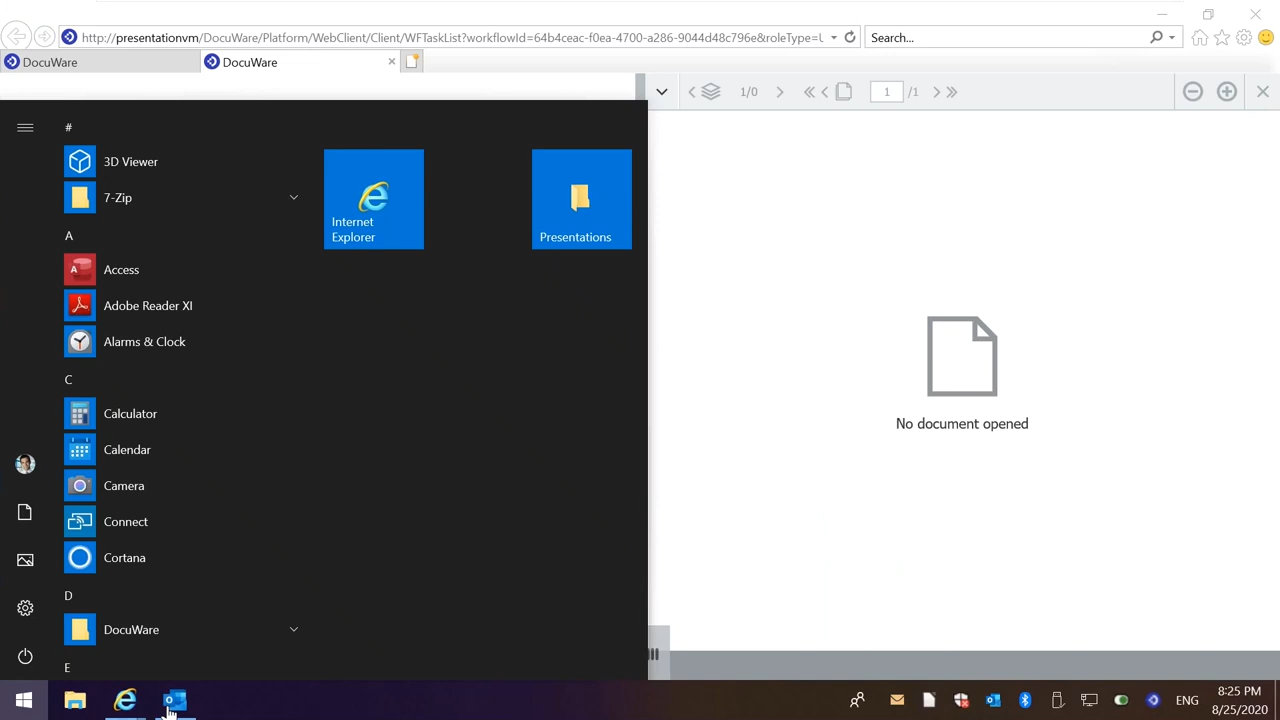 http://presentationvm/DocuWare/Platform/WebClient/Client/WFTaskList?workflowId=64b4ceac-f0ea-4700-a286-9044d48c796e&roleType=U
Search...
DocuWare
DocuWare
1/0
1 /1
#
3D Viewer
7-Zip
Internet
Explorer
Presentations
A
Access
Adobe Reader XI
Alarms & Clock
C
Calculator
Calendar
Camera
Connect
Cortana
No document opened
D
DocuWare
E
ENG
8:25 PM
8/25/2020